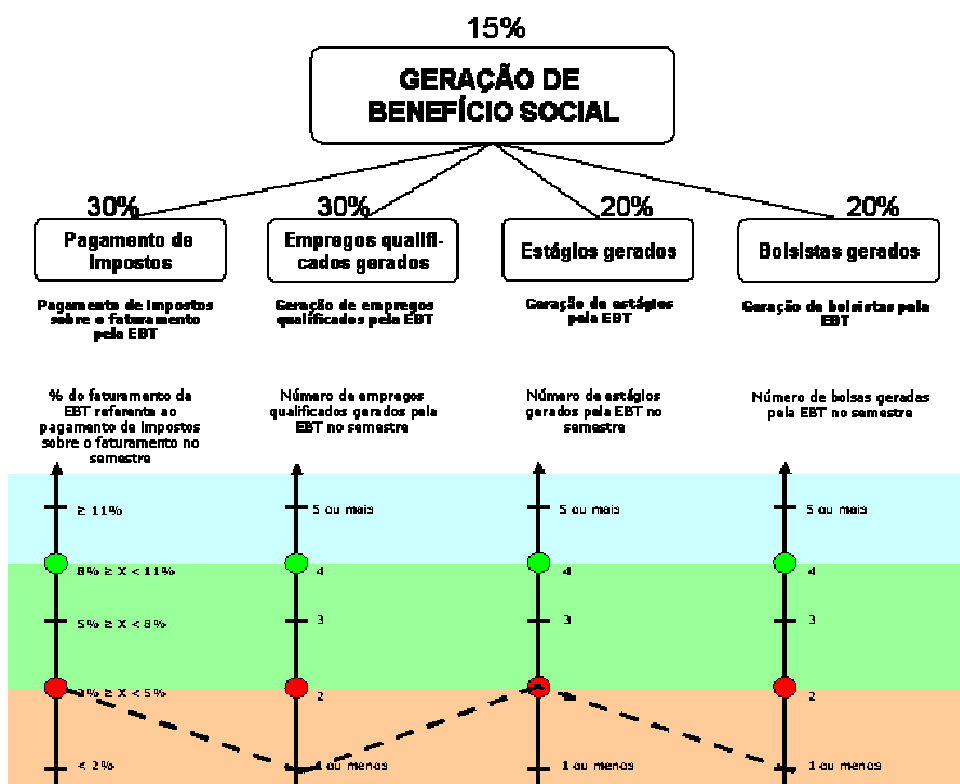 15%
GERAÇÃO DE
BENEFÍCIO SOCIAL
30%
30%
20%
20%
Pagamento de
Impostos
Empregos qualifi-
cados gerados
Estágios gerados
Bolsistas gerados
Pagamento de Impostos
sobre o faturamento
pela EBT
Geração de empregos
qualificados pela EBT
Geração de estágios
pela EBT
Geração de bolsistas pela
EBT
% do faturamento da
EBT referente ao
pagamento de Impostos
sobre o faturamento no
semestre
Número de empregos
qualificados gerados pela
EBT no semestre
Número de estágios
gerados pela EBT no
semestre
Número de bolsas geradas
pela EBT no semestre
≥ 11%
5 ou mais
5 ou mais
5 ou mais
8% ≥ X < 11%
4
4
4
5% ≥ X < 8%
3
3
3
≥ X < 5%
2
2
< 2%
1 ou menos
1 ou menos
1 ou menos